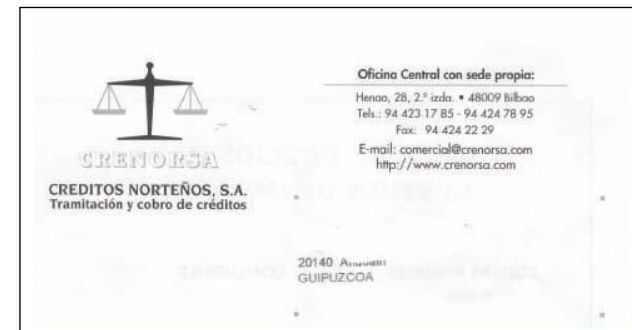 CRENORSA
CREDITOS NORTEÑOS, S.A.
Tramitación y cobro de créditos
Oficina Central con sede propia:
Henao, 28, 2.º izda. • 48009 Bilbao
Tels.: 94 423 17 85 - 94 424 78 95
Fax: 94 424 22 29
E-mail: comercial@crenorsa.com
http://www.crenorsa.com
20140
GUIPUZCOA